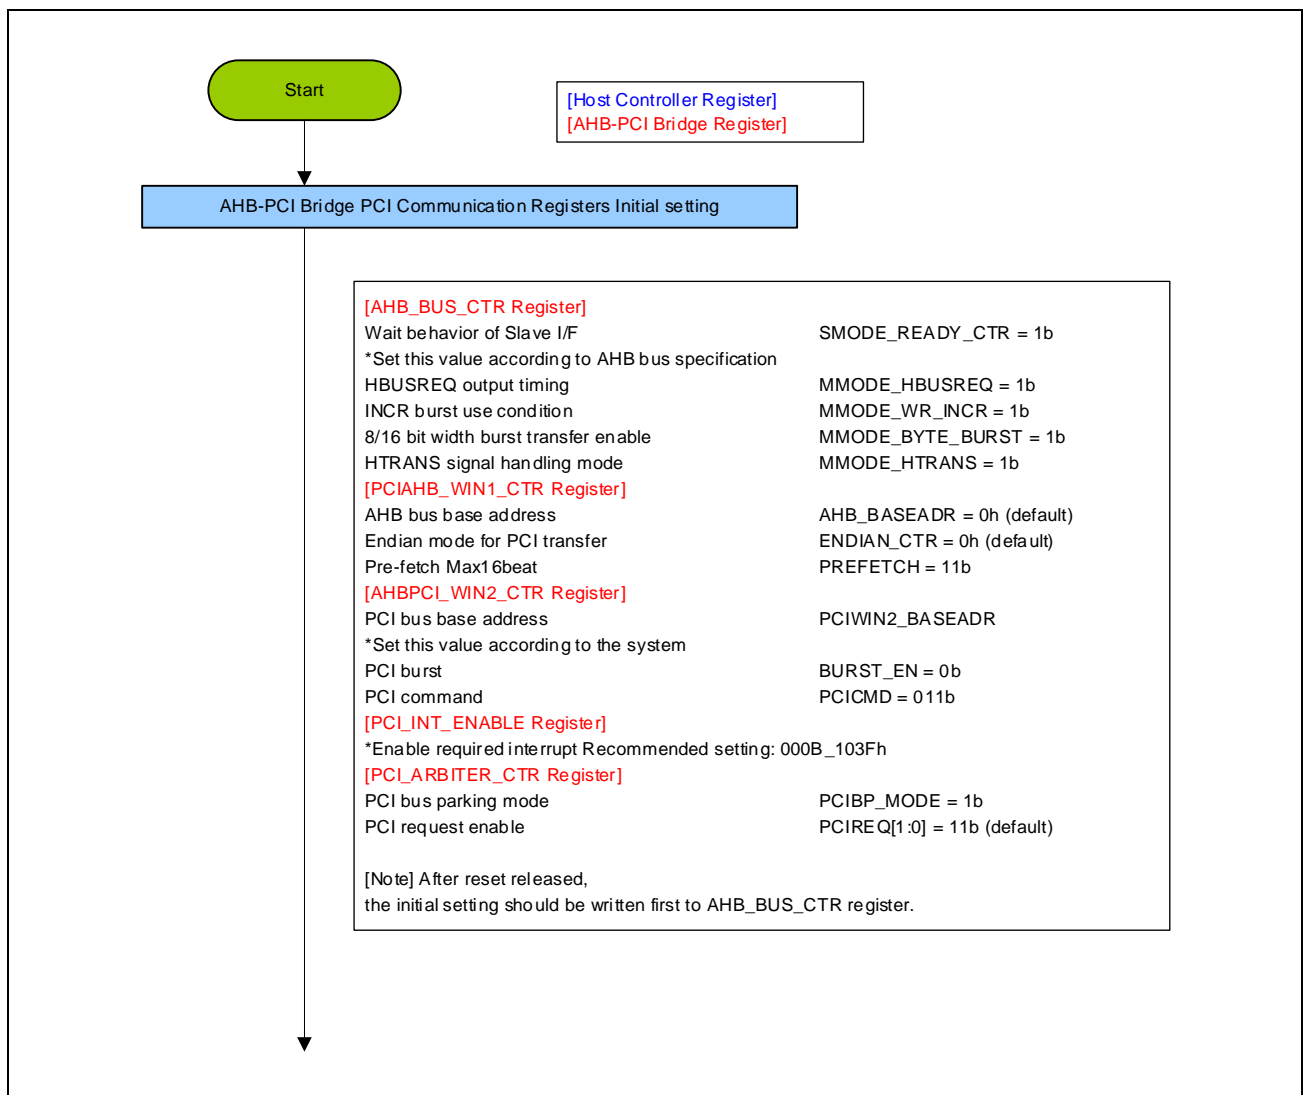 Start
[Host Controller Register]
[AHB-PCI Bridge Register]
AHB-PCI Bridge PCI Communication Registers Initial setting
[AHB_BUS_CTR Register]
Wait behavior of Slave I/F SMODE_READY_CTR = 1b
*Set this value according to AHB bus specification
HBUSREQ output timing MMODE_HBUSREQ = 1b
INCR burst use condition MMODE_WR_INCR = 1b
8/16 bit width burst transfer enable MMODE_BYTE_BURST = 1b
HTRANS signal handling mode MMODE_HTRANS = 1b
[PCIAHB_WIN1_CTR Register]
AHB bus base address AHB_BASEADR = 0h (default)
Endian mode for PCI transfer ENDIAN_CTR = 0h (default)
Pre-fetch Max16beat PREFETCH = 11b
[AHBPCI_WIN2_CTR Register]
PCI bus base address PCIWIN2_BASEADR
*Set this value according to the system
PCI burst BURST_EN = 0b
PCI command PCICMD = 011b
[PCI_INT_ENABLE Register]
*Enable required interrupt Recommended setting: 000B_103Fh
[PCI_ARBITER_CTR Register]
PCI bus parking mode PCIBP_MODE = 1b
PCI request enable PCIREQ[1:0] = 11b (default)
[Note] After reset released,
the initial setting should be written first to AHB_BUS_CTR register.